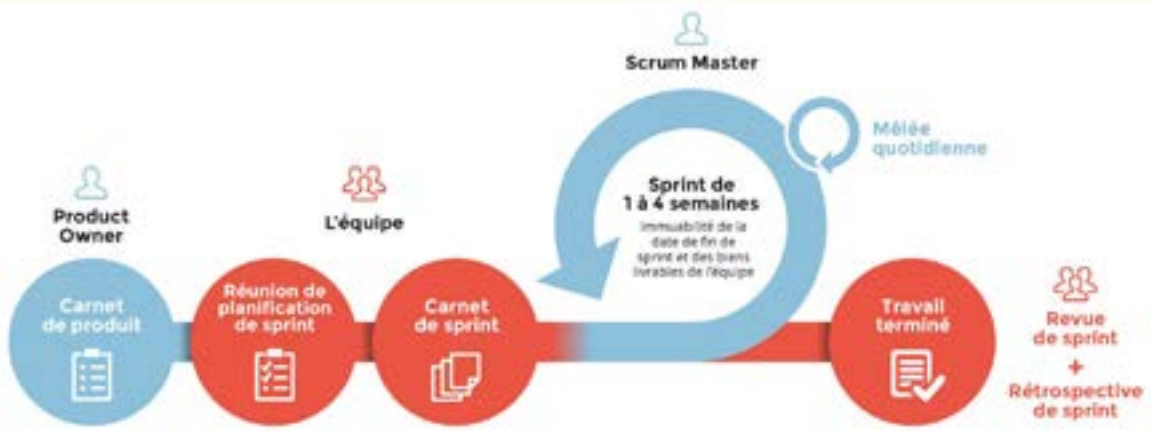 Scrum Master
Mêlée
quotidienne
Product
Owner
L'équipe
Sprint de
1 à 4 semaines
Immuabilité de la
date de fin de
sprint et des biens
livrables de l'équipe
Carnet
de produit
Réunion de
planification
de sprint
Carnet
de sprint
Travail
terminé
Revue
de sprint
+
Rétrospective
de sprint